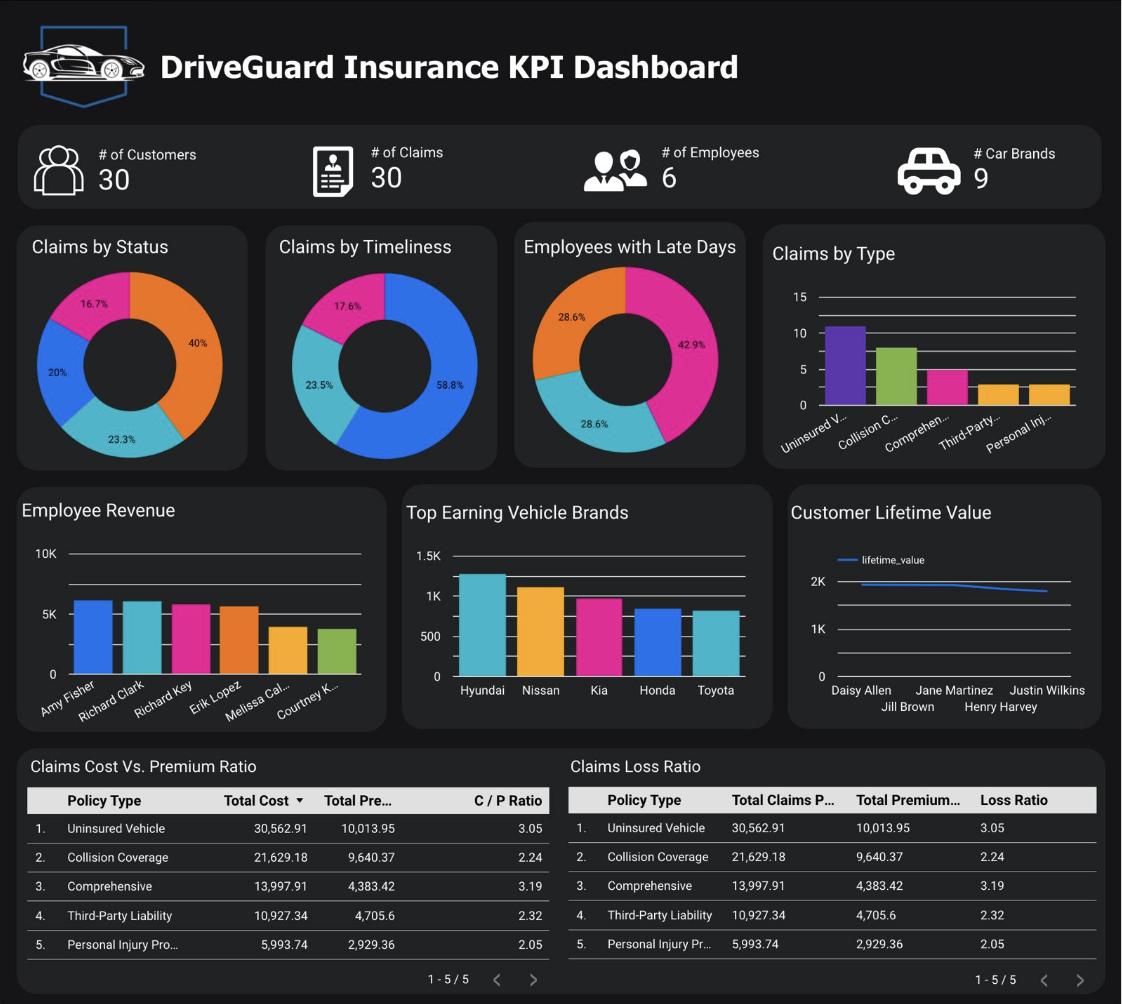 DriveGuard Insurance KPI Dashboard
# of Customers
30
# of Claims
30
# of Employees
6
# Car Brands
9
Claims by Status
16.7%
40%
20%
23.3%
Claims by Timeliness
17.6%
23.5%
58.8%
Employees with Late Days
28.6%
42.9%
28.6%
Claims by Type
15
10
5
0
Uninsured V...
Collision C...
Comprehen...
Third-Party...
Personal Inj...
Employee Revenue
10K
5K
0
Amy Fisher
Richard Clark
Richard Key
Erik Lopez
Melissa Cal...
Courtney K...
Top Earning Vehicle Brands
1.5K
1K
500
0
Hyundai Nissan Kia Honda Toyota
Customer Lifetime Value
lifetime_value
2K
1K
0
Daisy Allen Jane Martinez Justin Wilkins
Jill Brown Henry Harvey
Claims Cost Vs. Premium Ratio
Policy Type Total Cost Total Pre... C / P Ratio
1. Uninsured Vehicle 30,562.91 10,013.95 3.05
2. Collision Coverage 21,629.18 9,640.37 2.24
3. Comprehensive 13,997.91 4,383.42 3.19
4. Third-Party Liability 10,927.34 4,705.6 2.32
5. Personal Injury Pro... 5,993.74 2,929.36 2.05
1 - 5 / 5
Claims Loss Ratio
Policy Type Total Claims P... Total Premium... Loss Ratio
1. Uninsured Vehicle 30,562.91 10,013.95 3.05
2. Collision Coverage 21,629.18 9,640.37 2.24
3. Comprehensive 13,997.91 4,383.42 3.19
4. Third-Party Liability 10,927.34 4,705.6 2.32
5. Personal Injury Pr... 5,993.74 2,929.36 2.05
1 - 5 / 5